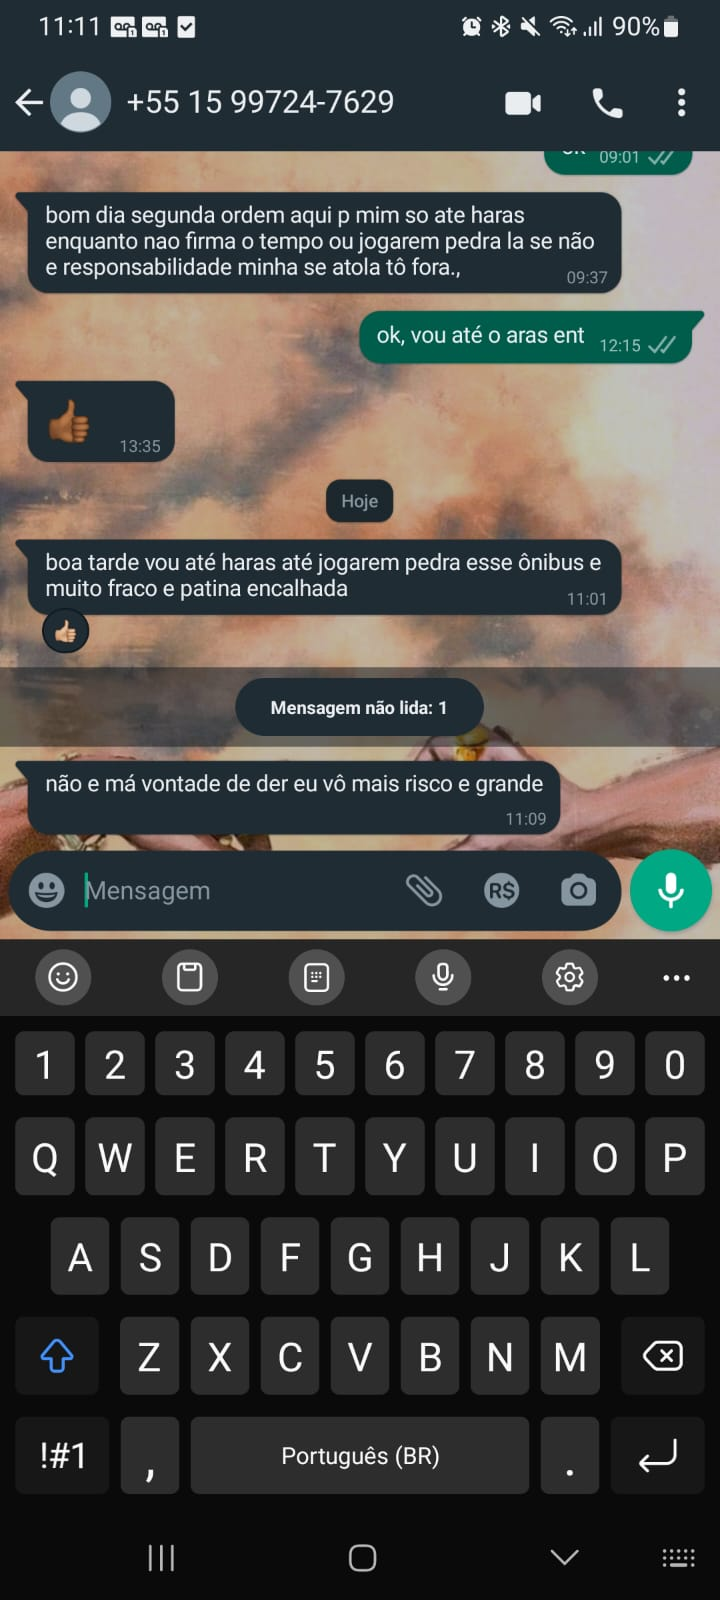 11:11
90%
+55 15 99724-7629
09:01
bom dia segunda ordem aqui p mim so ate haras
enquanto nao firma o tempo ou jogarem pedra la se não
e responsabilidade minha se atola tô fora.,
09:37
ok, vou até o aras ent
12:15
13:35
Hoje
boa tarde vou até haras até jogarem pedra esse ônibus e
muito fraco e patina encalhada
11:01
Mensagem não lida: 1
não e má vontade de der eu vô mais risco e grande
11:09
Mensagem
R$
1 2 3 4 5 6 7 8 9 0
Q W E R T Y U I O P
A S D F G H J K L
Z X C V B N M
!#1 , Português (BR) .